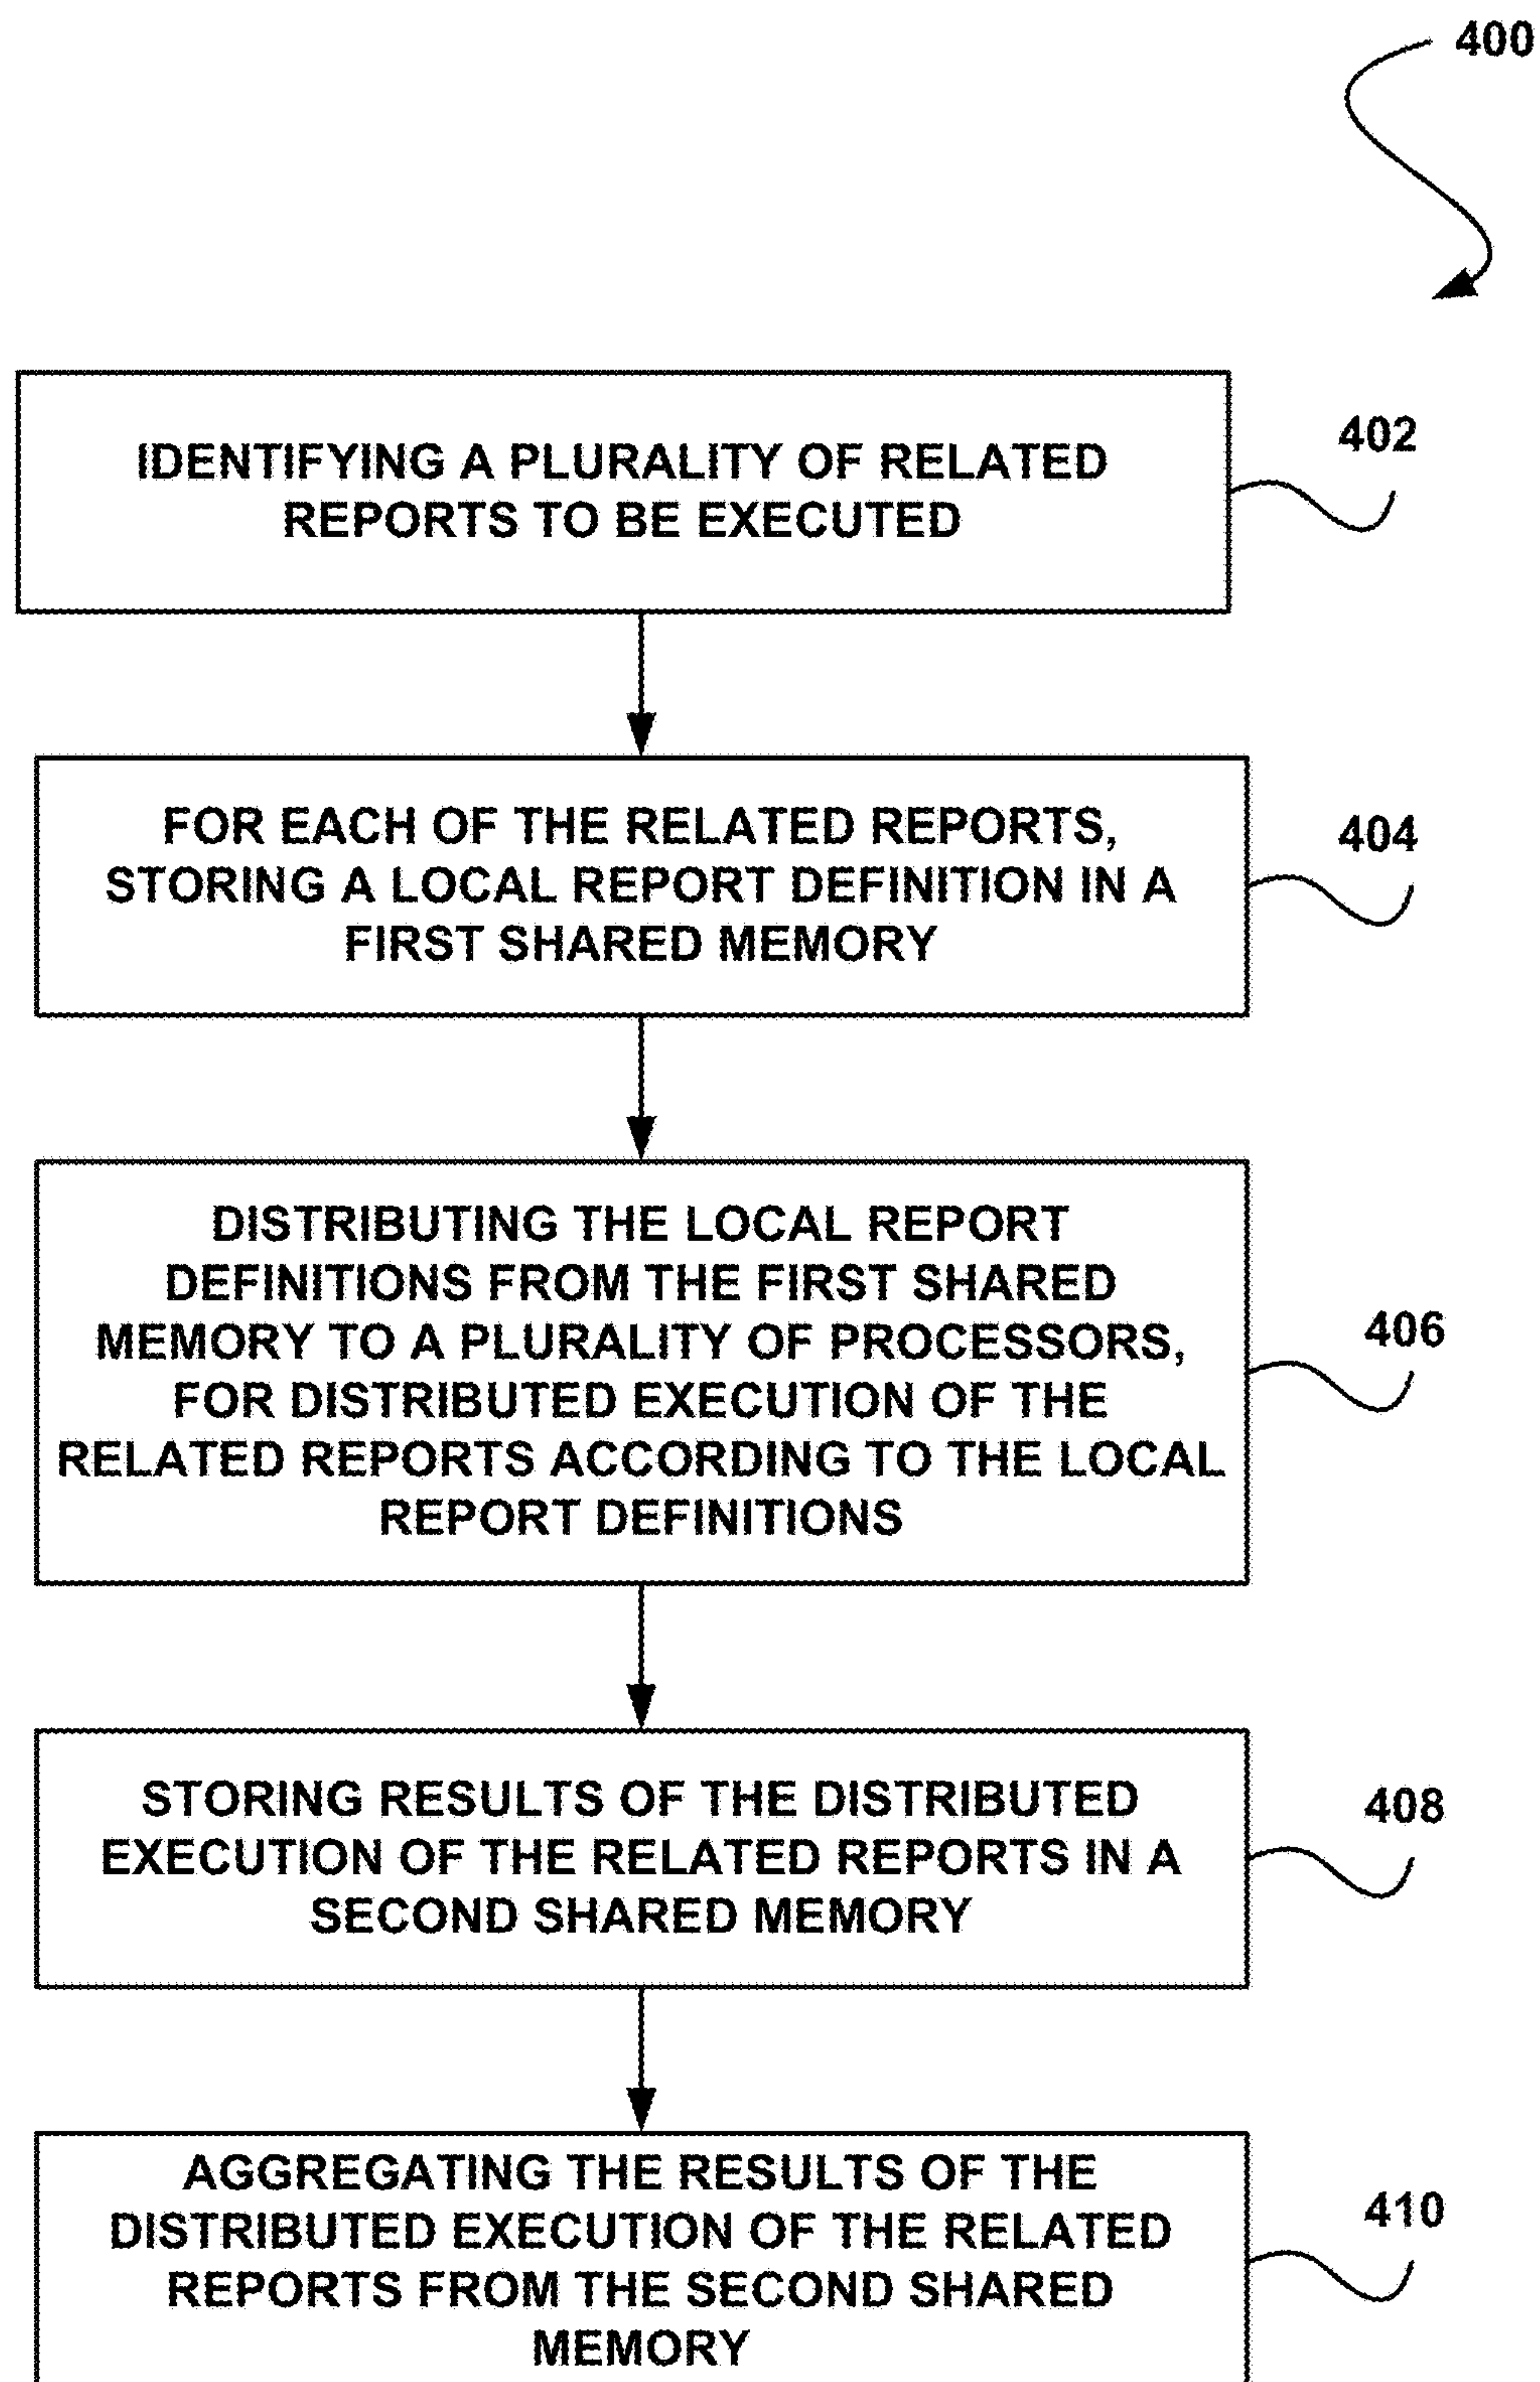 400
IDENTIFYING A PLURALITY OF RELATED
REPORTS TO BE EXECUTED
402
FOR EACH OF THE RELATED REPORTS,
STORING A LOCAL REPORT DEFINITION IN A
FIRST SHARED MEMORY
404
DISTRIBUTING THE LOCAL REPORT
DEFINITIONS FROM THE FIRST SHARED
MEMORY TO A PLURALITY OF PROCESSORS,
FOR DISTRIBUTED EXECUTION OF THE
RELATED REPORTS ACCORDING TO THE LOCAL
REPORT DEFINITIONS
406
STORING RESULTS OF THE DISTRIBUTED
EXECUTION OF THE RELATED REPORTS IN A
SECOND SHARED MEMORY
408
AGGREGATING THE RESULTS OF THE
DISTRIBUTED EXECUTION OF THE RELATED
REPORTS FROM THE SECOND SHARED
MEMORY
410